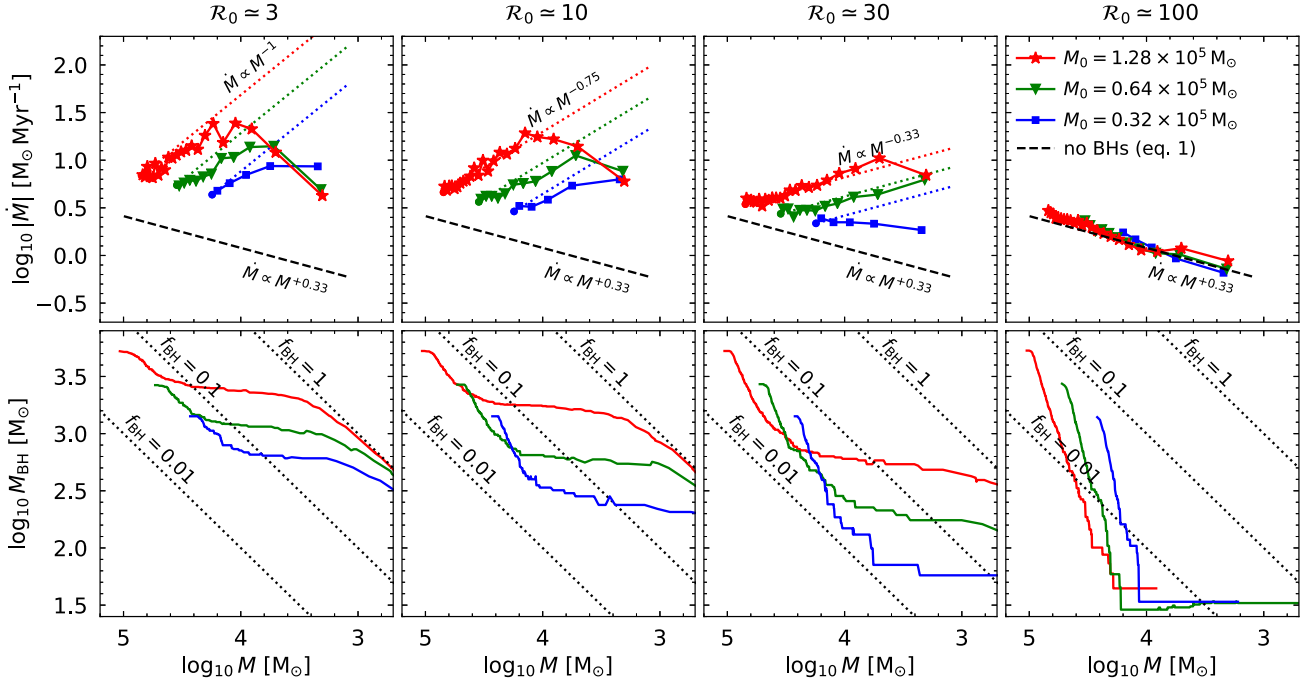 ℛ₀ ≃ 3
ℛ₀ ≃ 10
ℛ₀ ≃ 30
ℛ₀ ≃ 100
log₁₀ |Ṁ| [M⊙ Myr⁻¹]
2.0
1.5
1.0
0.5
0.0
−0.5
Ṁ ∝ M⁻¹
Ṁ ∝ M⁺⁰·³³
Ṁ ∝ M⁻⁰·⁷⁵
Ṁ ∝ M⁺⁰·³³
Ṁ ∝ M⁻⁰·³³
Ṁ ∝ M⁺⁰·³³
M₀ = 1.28 × 10⁵ M⊙
M₀ = 0.64 × 10⁵ M⊙
M₀ = 0.32 × 10⁵ M⊙
no BHs (eq. 1)
Ṁ ∝ M⁺⁰·³³
log₁₀ M_BH [M⊙]
3.5
3.0
2.5
2.0
1.5
f_BH = 0.1
f_BH = 1
f_BH = 0.01
f_BH = 0.1
f_BH = 1
f_BH = 0.01
f_BH = 0.1
f_BH = 1
f_BH = 0.01
f_BH = 0.1
f_BH = 1
f_BH = 0.01
5 4 3
5 4 3
5 4 3
5 4 3
log₁₀ M [M⊙]
log₁₀ M [M⊙]
log₁₀ M [M⊙]
log₁₀ M [M⊙]